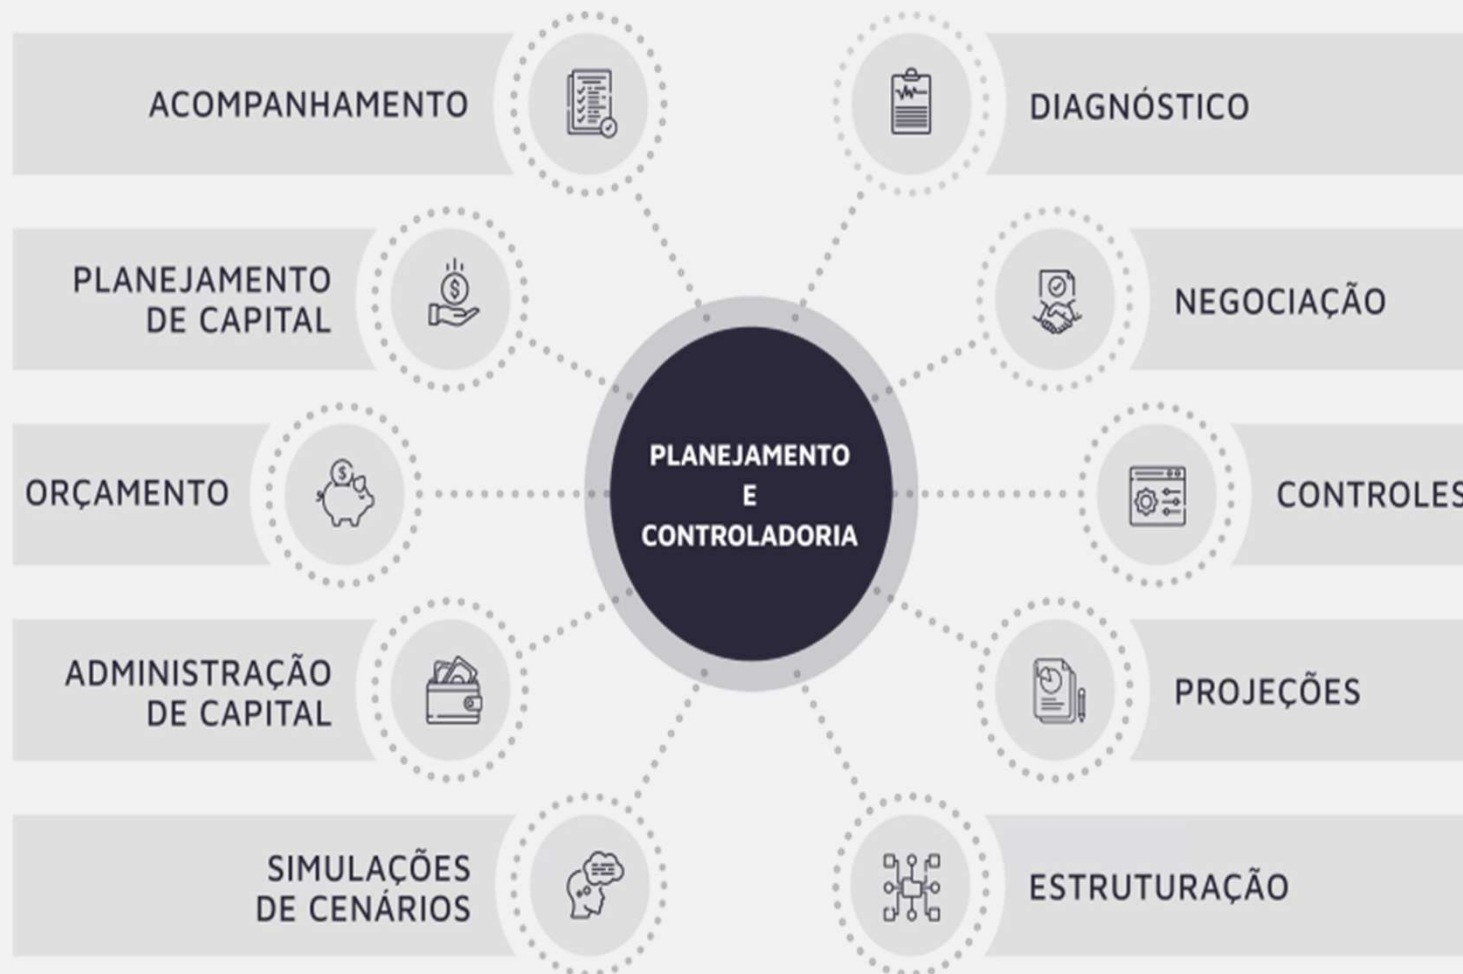 ACOMPANHAMENTO
DIAGNÓSTICO
PLANEJAMENTO
DE CAPITAL
NEGOCIAÇÃO
ORÇAMENTO
PLANEJAMENTO
E
CONTROLADORIA
CONTROLES
ADMINISTRAÇÃO
DE CAPITAL
PROJEÇÕES
SIMULAÇÕES
DE CENÁRIOS
ESTRUTURAÇÃO